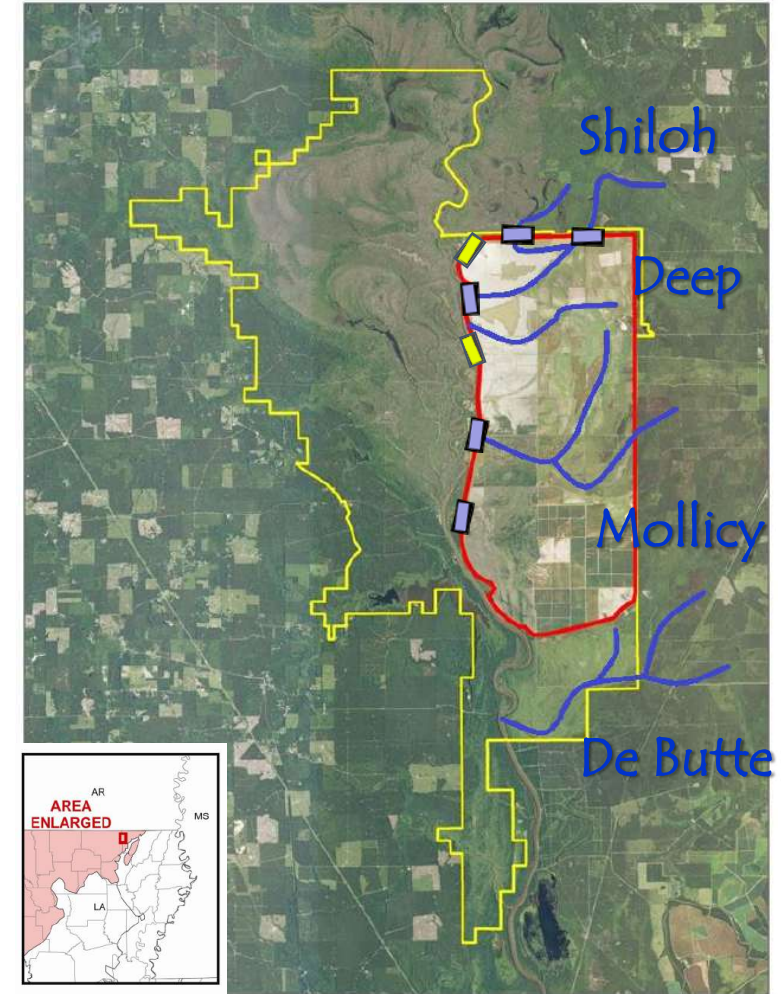 Shiloh
Deep
Mollicy
De Butte
AR
AREA
ENLARGED
MS
LA